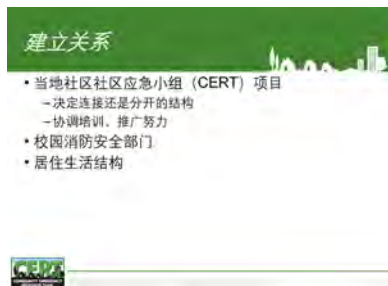 建立关系
• 当地社区社区应急小组（CERT）项目
–决定连接还是分开的结构
–协调培训、推广努力
• 校园消防安全部门
• 居住生活结构
CERT